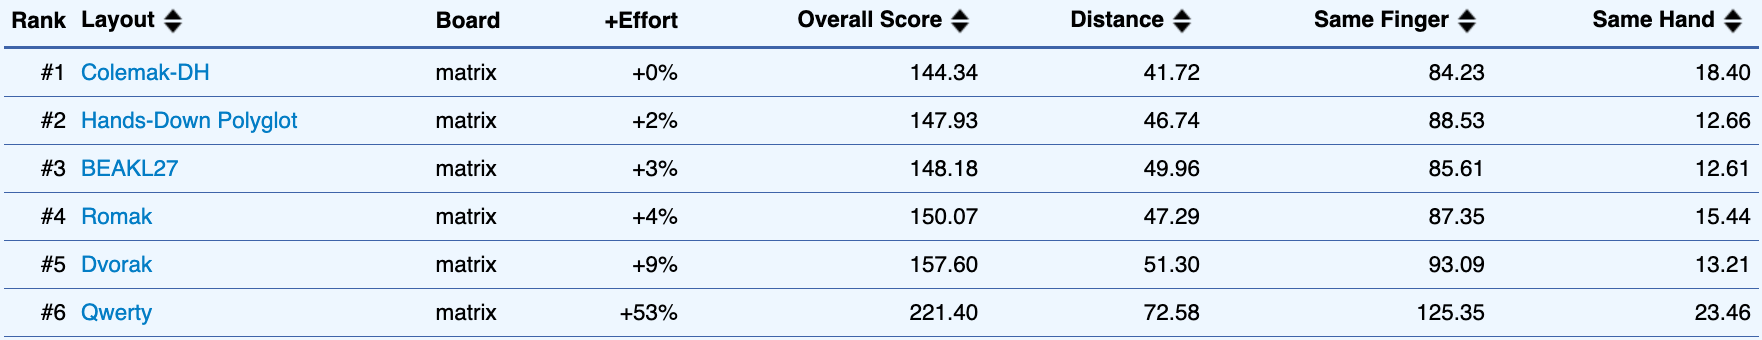 Rank Layout Board +Effort Overall Score Distance Same Finger Same Hand
#1 Colemak-DH matrix +0% 144.34 41.72 84.23 18.40
#2 Hands-Down Polyglot matrix +2% 147.93 46.74 88.53 12.66
#3 BEAKL27 matrix +3% 148.18 49.96 85.61 12.61
#4 Romak matrix +4% 150.07 47.29 87.35 15.44
#5 Dvorak matrix +9% 157.60 51.30 93.09 13.21
#6 Qwerty matrix +53% 221.40 72.58 125.35 23.46